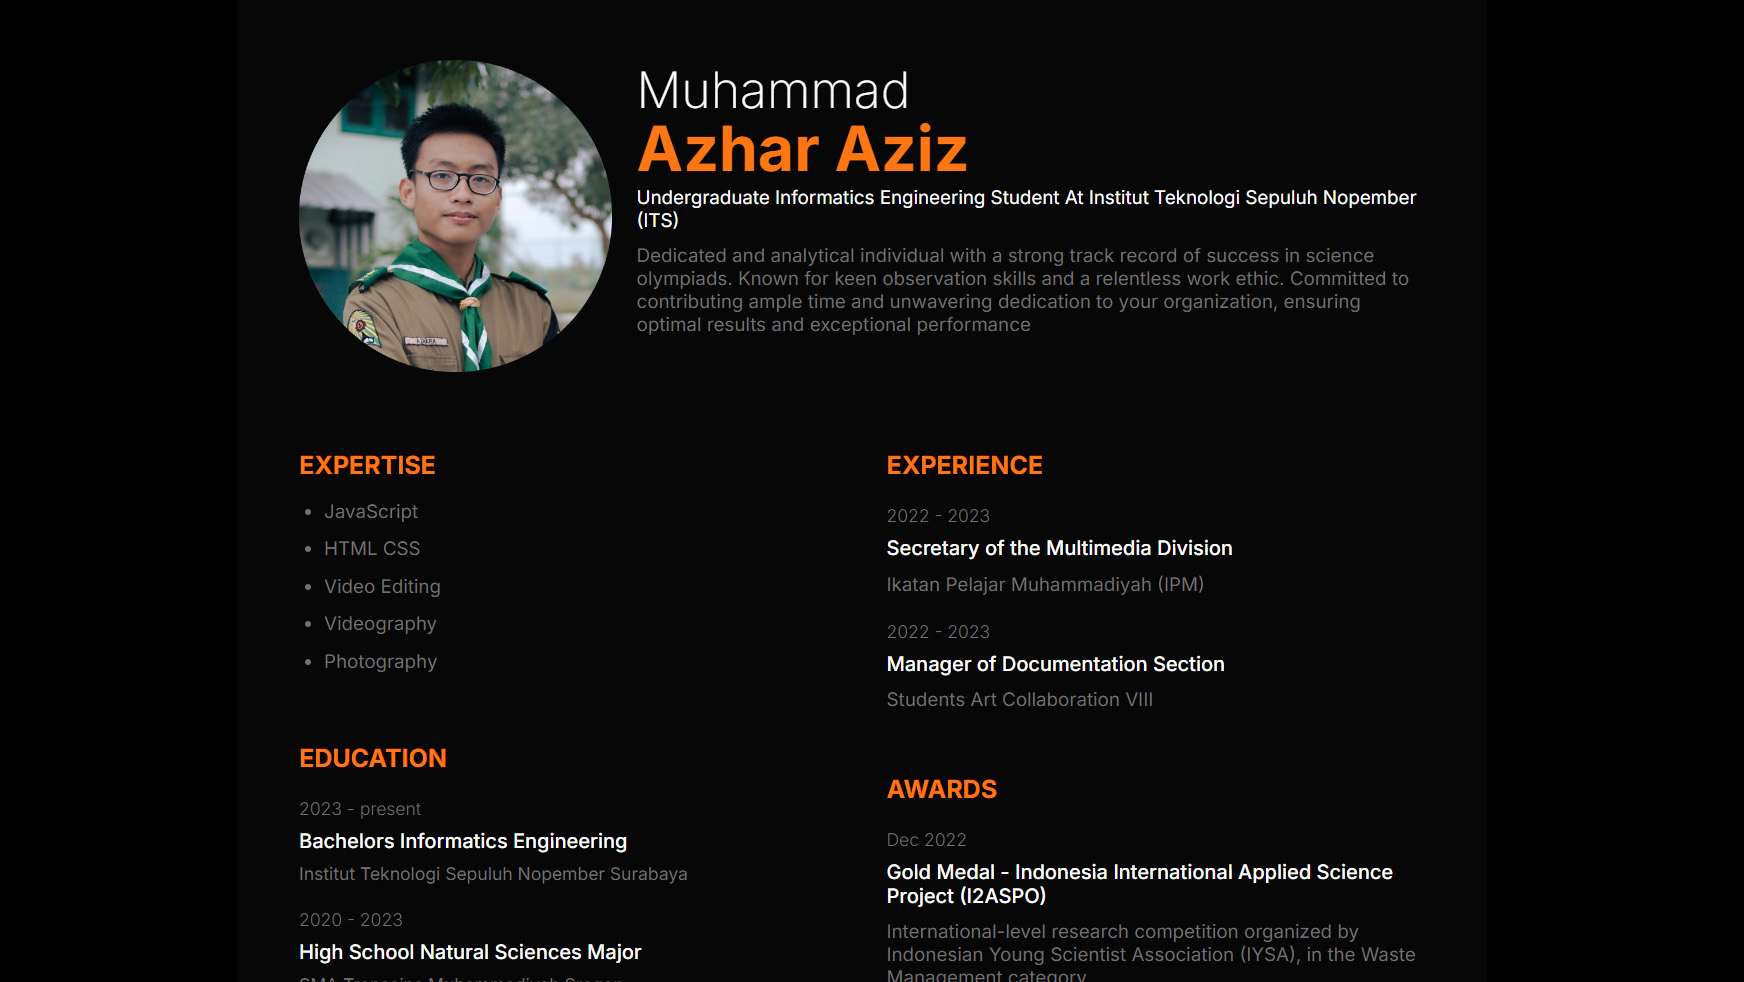 Muhammad
Azhar Aziz
Undergraduate Informatics Engineering Student At Institut Teknologi Sepuluh Nopember
(ITS)
Dedicated and analytical individual with a strong track record of success in science
olympiads. Known for keen observation skills and a relentless work ethic. Committed to
contributing ample time and unwavering dedication to your organization, ensuring
optimal results and exceptional performance
EXPERTISE
• JavaScript
• HTML CSS
• Video Editing
• Videography
• Photography
EDUCATION
2023 - present
Bachelors Informatics Engineering
Institut Teknologi Sepuluh Nopember Surabaya
2020 - 2023
High School Natural Sciences Major
SMA Trensains Muhammadiyah Sragen
EXPERIENCE
2022 - 2023
Secretary of the Multimedia Division
Ikatan Pelajar Muhammadiyah (IPM)
2022 - 2023
Manager of Documentation Section
Students Art Collaboration VIII
AWARDS
Dec 2022
Gold Medal - Indonesia International Applied Science
Project (I2ASPO)
International-level research competition organized by
Indonesian Young Scientist Association (IYSA), in the Waste
Management category